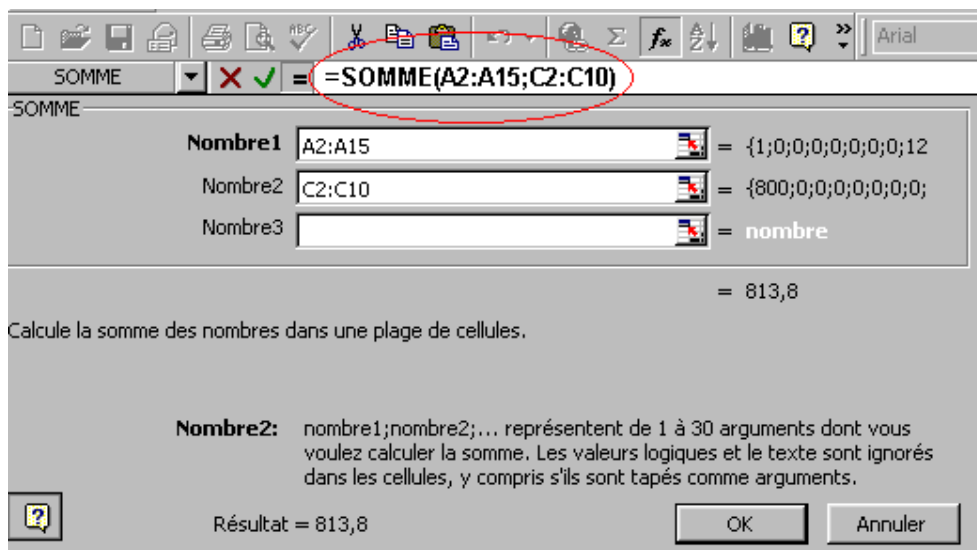 Arial
SOMME
= =SOMME(A2:A15;C2:C10)
SOMME
Nombre1 A2:A15 = {1;0;0;0;0;0;0;0;12
Nombre2 C2:C10 = {800;0;0;0;0;0;0;0;
Nombre3 = nombre
= 813,8
Calcule la somme des nombres dans une plage de cellules.
Nombre2: nombre1;nombre2;... représentent de 1 à 30 arguments dont vous
voulez calculer la somme. Les valeurs logiques et le texte sont ignorés
dans les cellules, y compris s'ils sont tapés comme arguments.
Résultat = 813,8
OK
Annuler